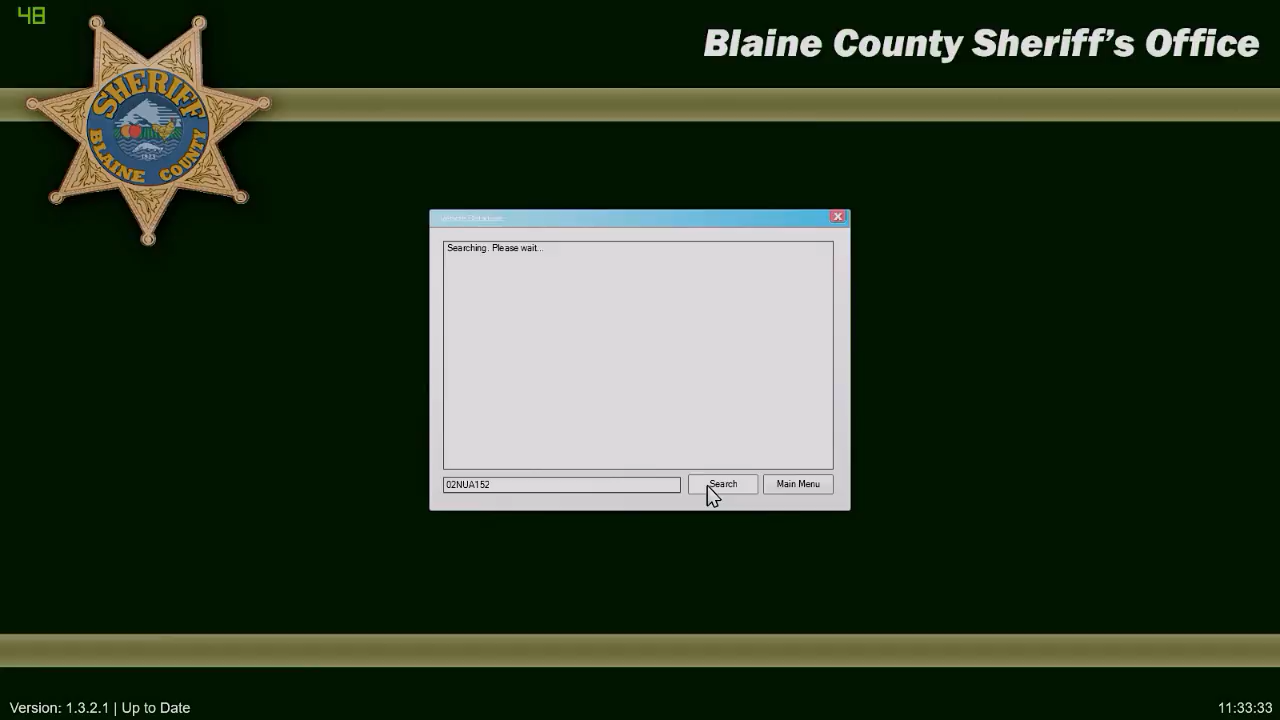 48
Blaine County Sheriff's Office
SHERIFF
BLAINE COUNTY
Searching. Please wait...
02NUA152
Search
Main Menu
Version: 1.3.2.1 | Up to Date
11:33:33